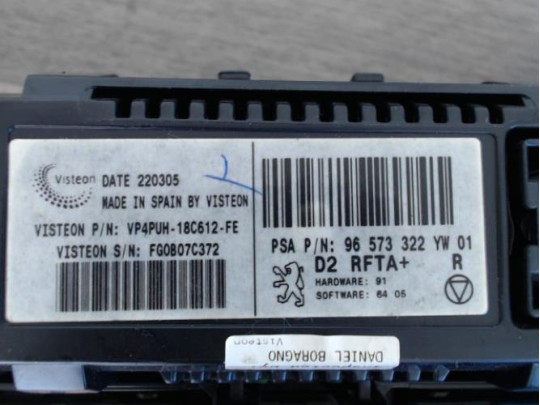 Visteon DATE 220305
MADE IN SPAIN BY VISTEON
VISTEON P/N: VP4PUH-18C612-FE
VISTEON S/N: FG0B07C372
PSA P/N: 96 573 322 YW 01
D2 RFTA+ R
HARDWARE: 91
SOFTWARE: 64 05
DANIEL BORAGNO
Visteon